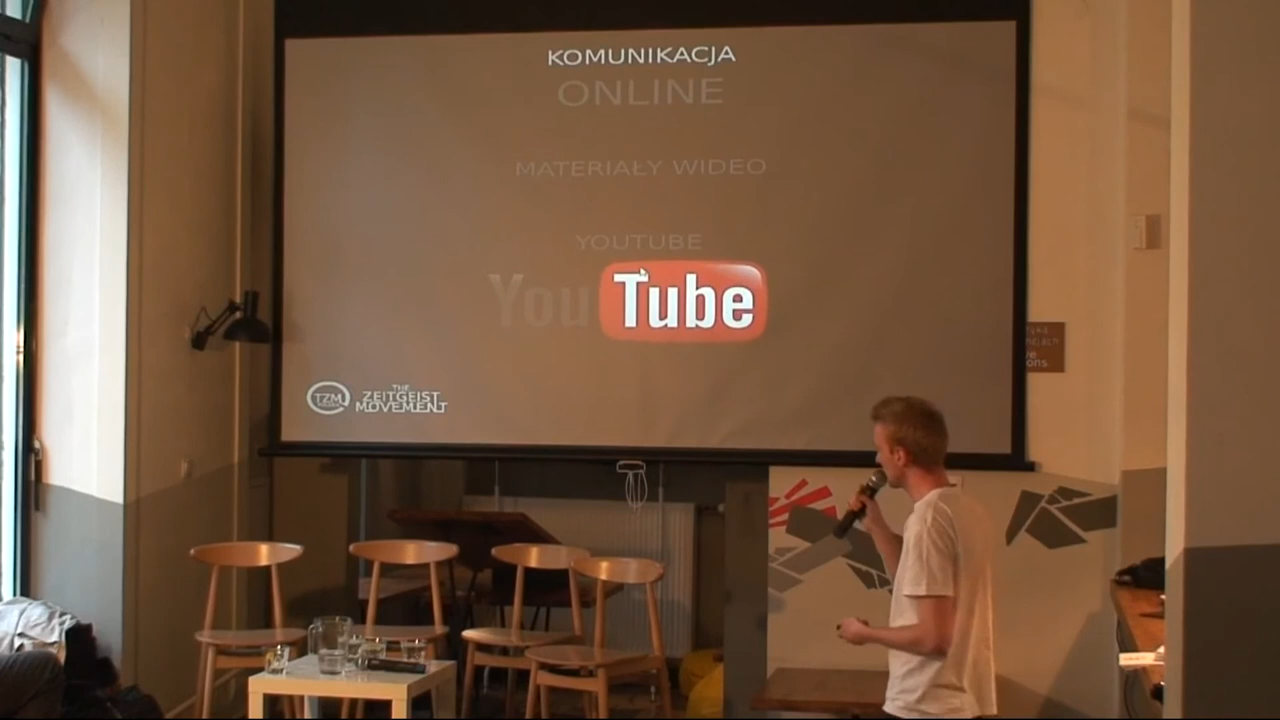 KOMUNIKACJA
ONLINE
MATERIAŁY WIDEO
YOUTUBE
YouTube
TZM
THE
ZEITGEIST
MOVEMENT